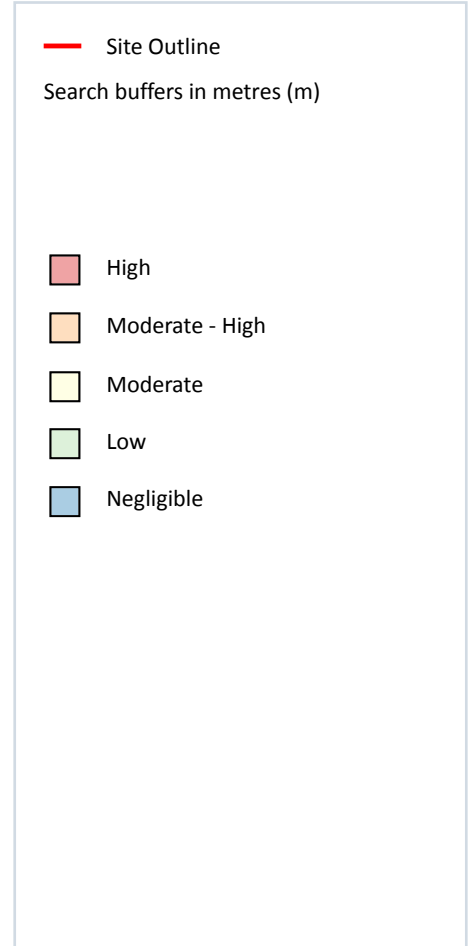 Site Outline
Search buffers in metres (m)
High
Moderate - High
Moderate
Low
Negligible